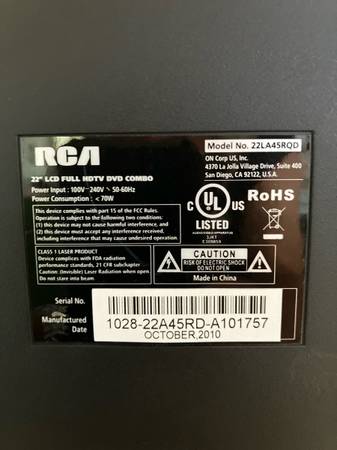 RCA
Model No. 22LA45RQD
ON Corp US, Inc.
4370 La Jolla Village Drive, Suite 400
San Diego, CA 92122, U.S.A.
22" LCD FULL HDTV DVD COMBO
Power Input : 100V~240V ~ 50-60Hz
Power Consumption : < 70W
This device complies with part 15 of the FCC Rules.
Operation is subject to the following two conditions:
(1) this device may not cause harmful interference, and
(2) this device must accept any interference received,
including interference that may cause undesired operation.
C UL US
LISTED
RoHS
CLASS 1 LASER PRODUCT
Device complies with FDA radiation
performance standards, 21 CFR subchapter.
Caution: (Invisible) Laser Radiation when open.
Do not stare into beam.
CAUTION
RISK OF ELECTRIC SHOCK
DO NOT OPEN
Made in China
Serial No.
Manufactured
Date
1028-22A45RD-A101757
OCTOBER,2010